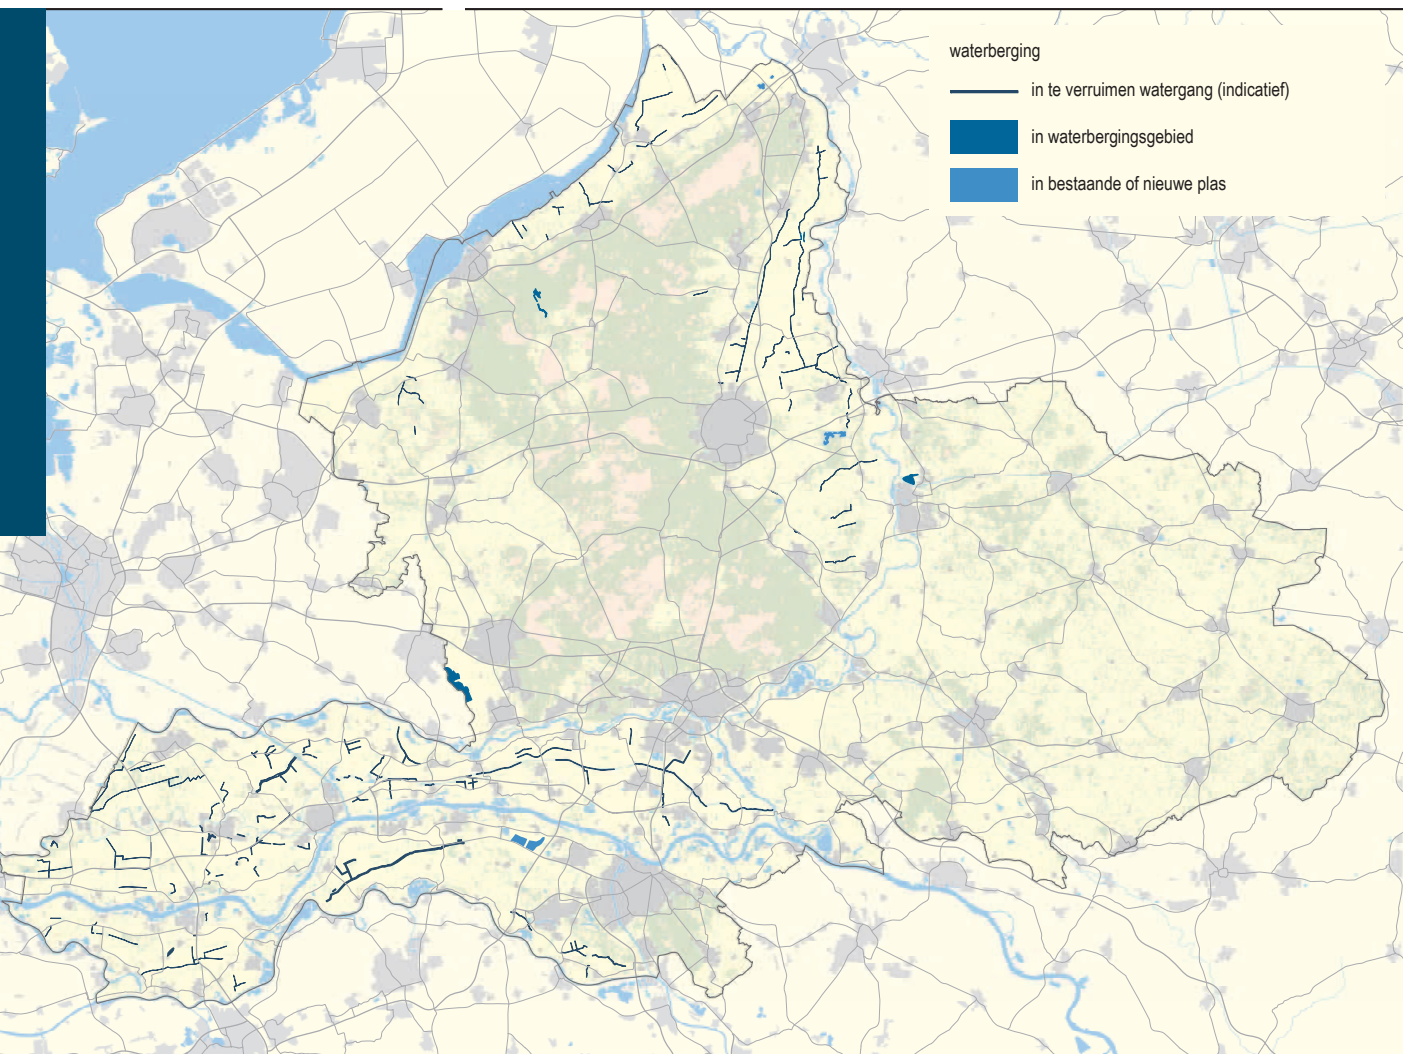 waterberging
in te verruimen watergang (indicatief)
in waterbergingsgebied
in bestaande of nieuwe plas